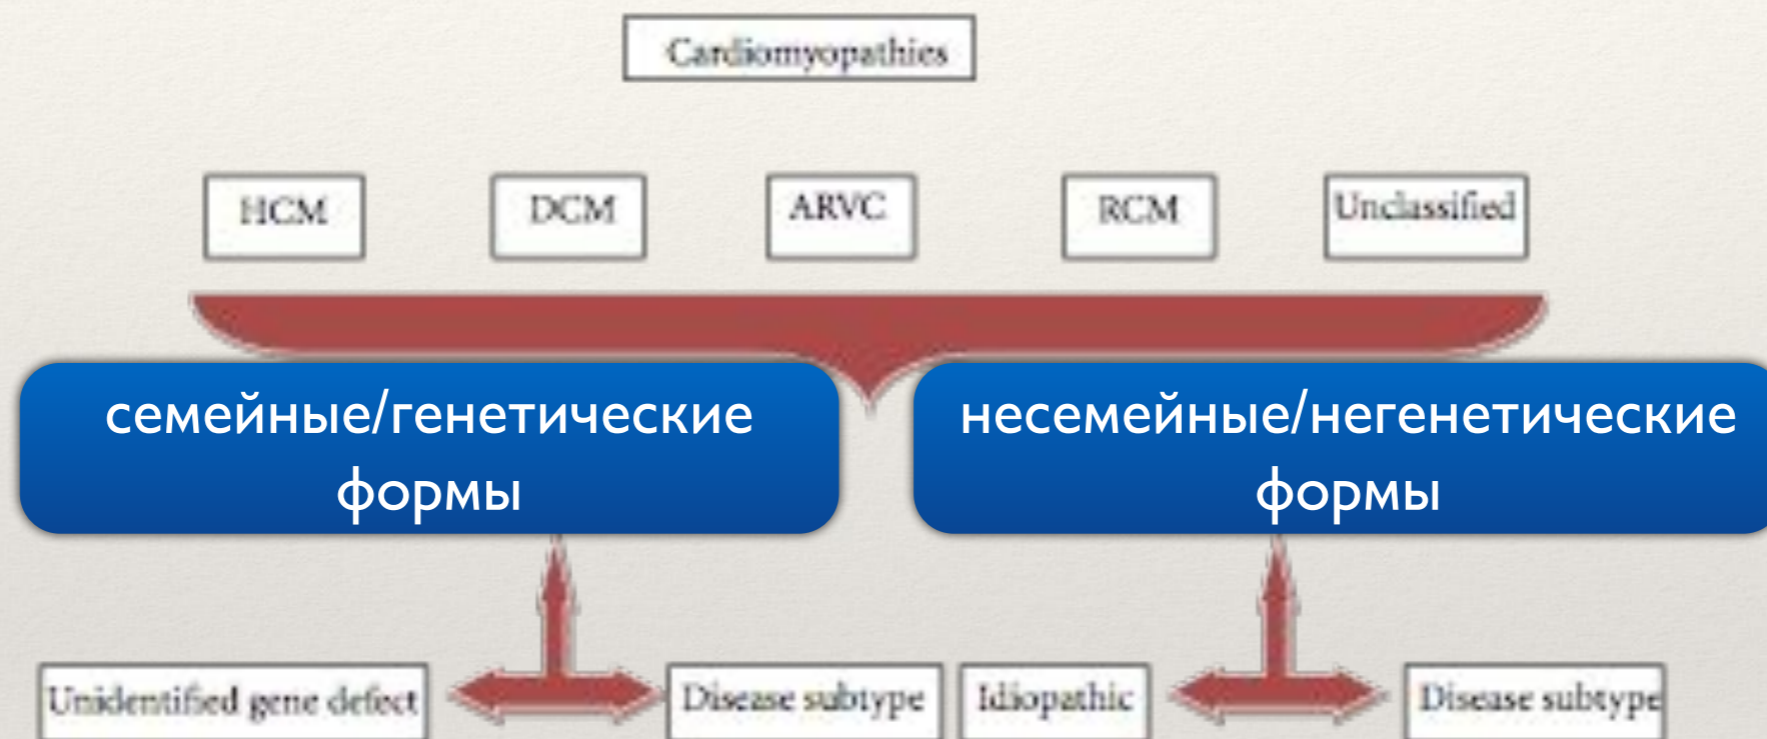 Cardiomyopathies
HCM
DCM
ARVC
RCM
Unclassified
семейные/генетические
формы
несемейные/негенетические
формы
Unidentified gene defect
Disease subtype
Idiopathic
Disease subtype